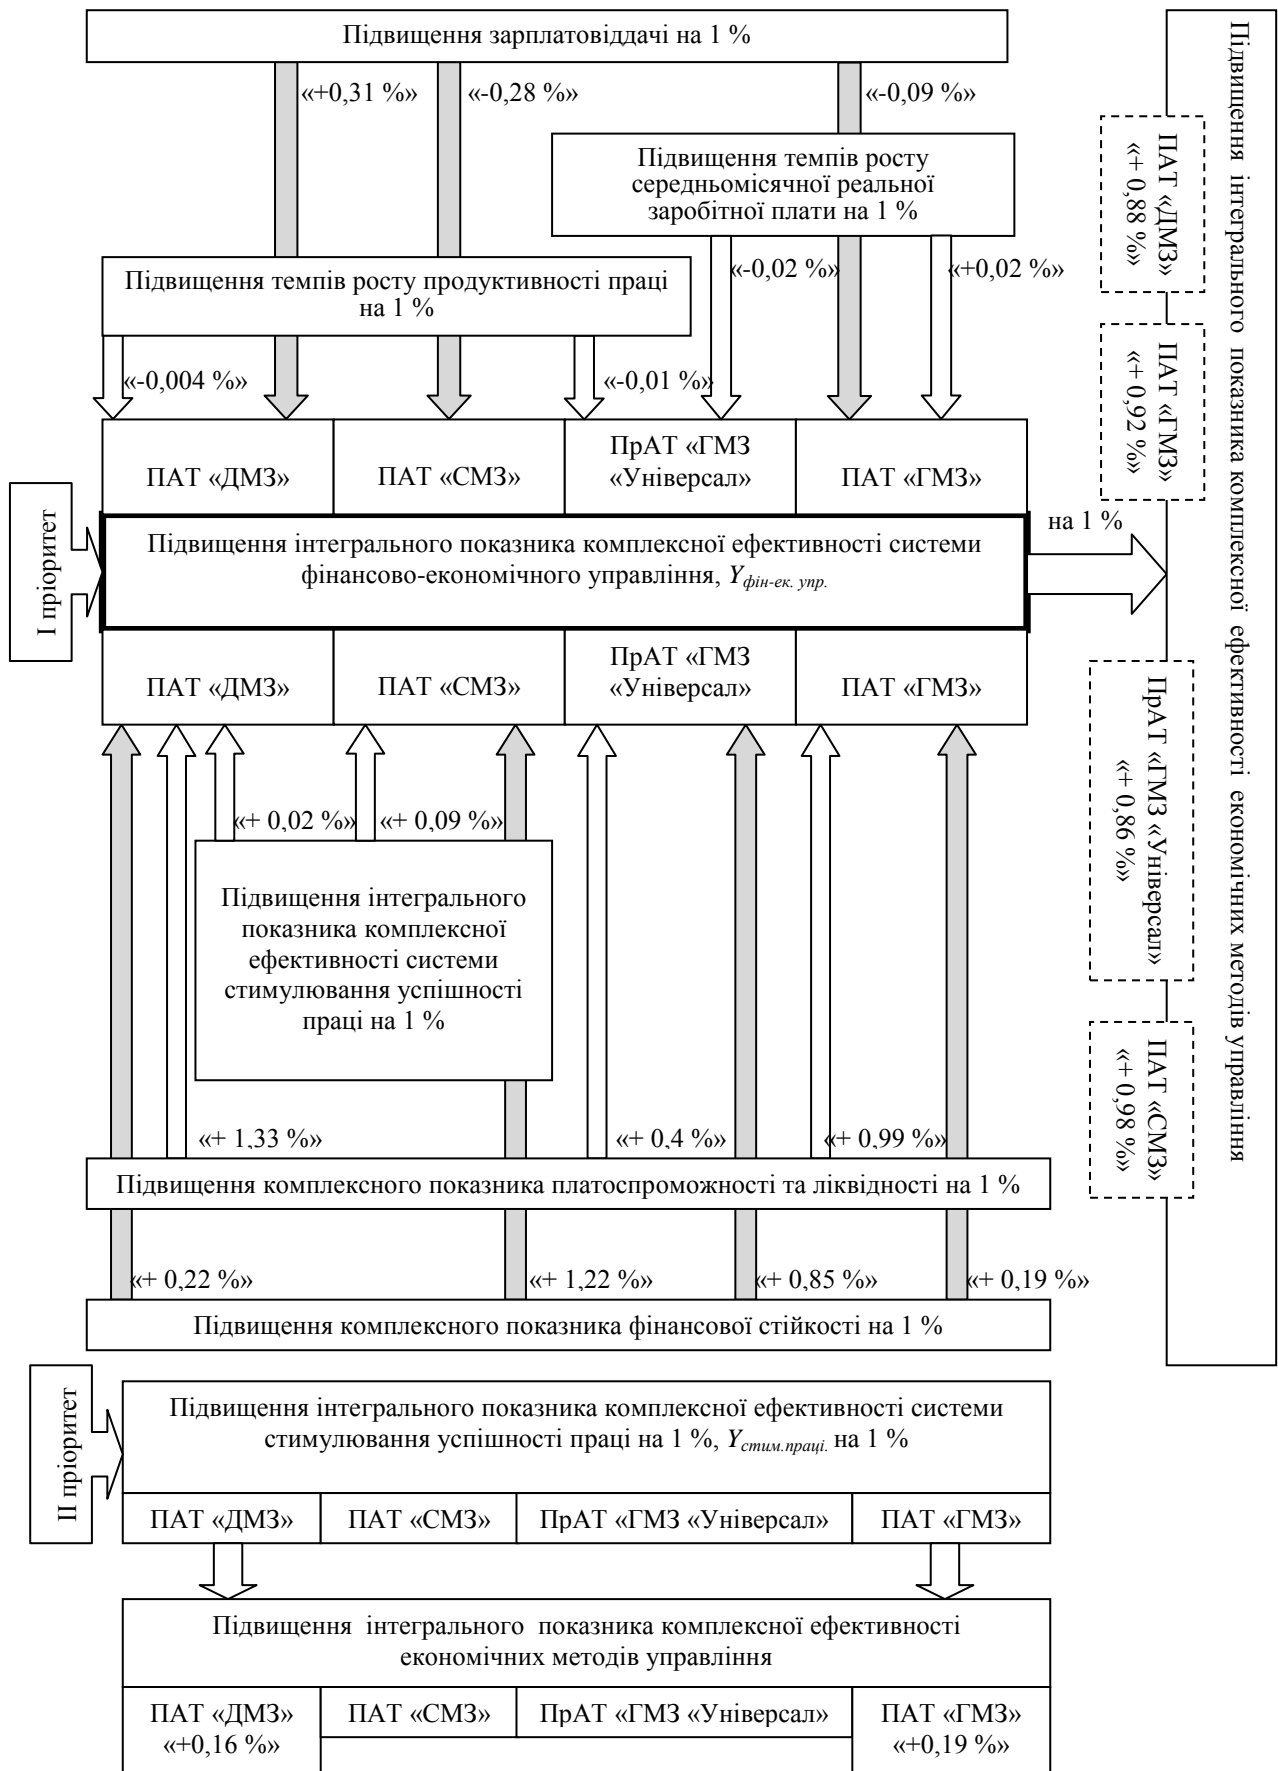 Підвищення зарплатовіддачі на 1 %
«+0,31 %»
«-0,28 %»
«-0,09 %»
Підвищення темпів росту
середньомісячної реальної
заробітної плати на 1 %
«-0,02 %»
«+0,02 %»
Підвищення темпів росту продуктивності праці
на 1 %
«-0,004 %»
«-0,01 %»
ПАТ «ДМЗ»
ПАТ «СМЗ»
ПрАТ «ГМЗ
«Універсал»
ПАТ «ГМЗ»
І пріоритет
Підвищення інтегрального показника комплексної ефективності системи
фінансово-економічного управління, Yфін-ек. упр.
на 1 %
ПАТ «ДМЗ»
ПАТ «СМЗ»
ПрАТ «ГМЗ
«Універсал»
ПАТ «ГМЗ»
«+ 0,02 %»
«+ 0,09 %»
Підвищення інтегрального
показника комплексної
ефективності системи
стимулювання успішності
праці на 1 %
«+ 1,33 %»
«+ 0,4 %»
«+ 0,99 %»
Підвищення комплексного показника платоспроможності та ліквідності на 1 %
«+ 0,22 %»
«+ 1,22 %»
«+ 0,85 %»
«+ 0,19 %»
Підвищення комплексного показника фінансової стійкості на 1 %
ПАТ «ДМЗ»
«+ 0,88 %»
ПАТ «ГМЗ»
«+ 0,92 %»
ПрАТ «ГМЗ «Універсал»
«+ 0,86 %»
ПАТ «СМЗ»
«+ 0,98 %»
Підвищення інтегрального показника комплексної ефективності економічних методів управління
ІІ пріоритет
Підвищення інтегрального показника комплексної ефективності системи
стимулювання успішності праці на 1 %, Yстим.праці. на 1 %
ПАТ «ДМЗ»
ПАТ «СМЗ»
ПрАТ «ГМЗ «Універсал»
ПАТ «ГМЗ»
Підвищення інтегрального показника комплексної ефективності
економічних методів управління
ПАТ «ДМЗ»
«+0,16 %»
ПАТ «СМЗ»
ПрАТ «ГМЗ «Універсал»
ПАТ «ГМЗ»
«+0,19 %»